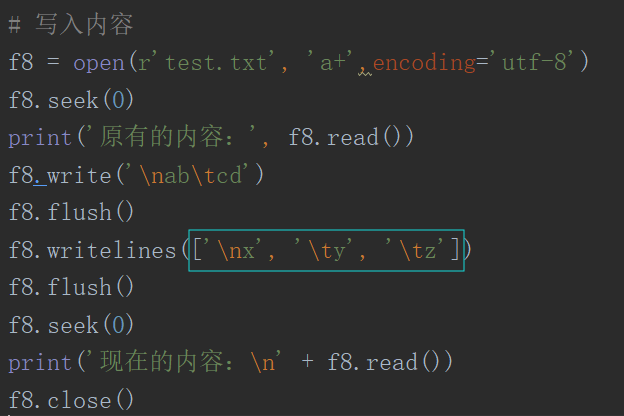 # 写入内容
f8 = open(r'test.txt', 'a+',encoding='utf-8')
f8.seek(0)
print('原有的内容：', f8.read())
f8.write('\nab\tcd')
f8.flush()
f8.writelines(['\nx', '\ty', '\tz'])
f8.flush()
f8.seek(0)
print('现在的内容：\n' + f8.read())
f8.close()